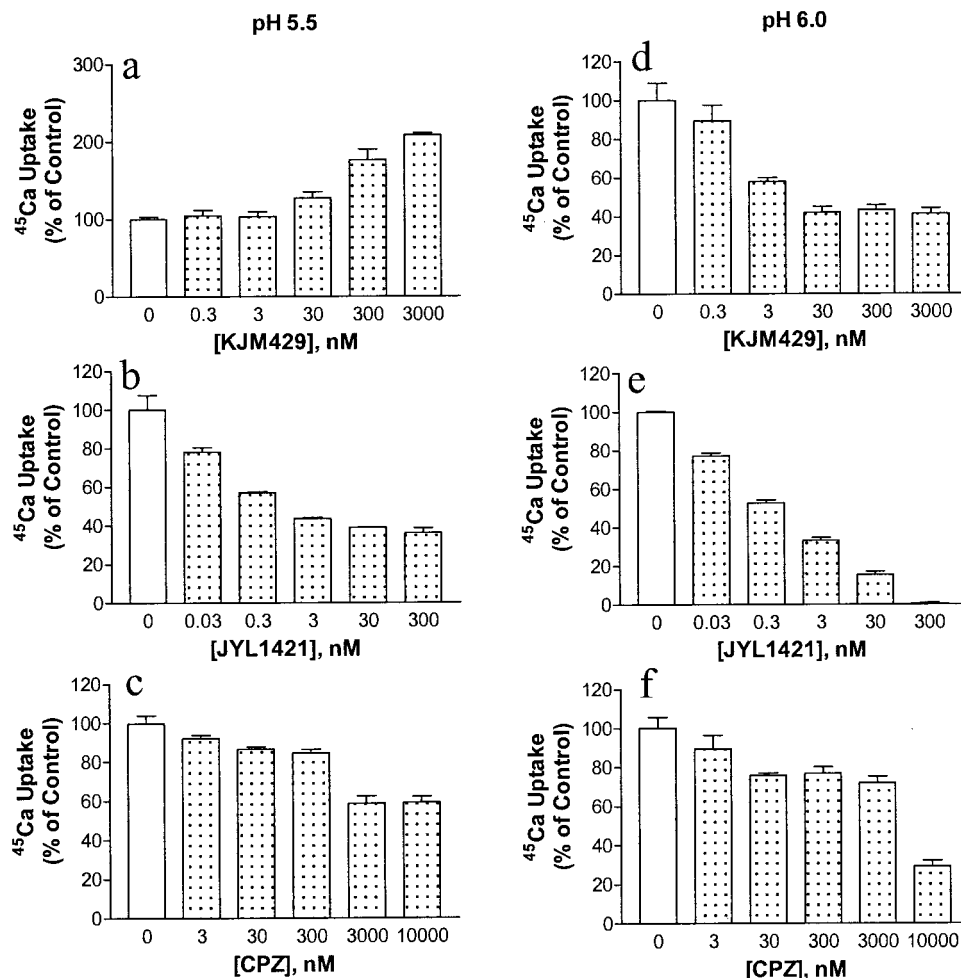 pH 5.5
a
300
200
100
0
45Ca Uptake
(% of Control)
0 0.3 3 30 300 3000
[KJM429], nM
b
120
100
80
60
40
20
0
45Ca Uptake
(% of Control)
0 0.03 0.3 3 30 300
[JYL1421], nM
c
120
100
80
60
40
20
0
45Ca Uptake
(% of Control)
0 3 30 300 3000 10000
[CPZ], nM
pH 6.0
d
120
100
80
60
40
20
0
45Ca Uptake
(% of Control)
0 0.3 3 30 300 3000
[KJM429], nM
e
120
100
80
60
40
20
0
45Ca Uptake
(% of Control)
0 0.03 0.3 3 30 300
[JYL1421], nM
f
120
100
80
60
40
20
0
45Ca Uptake
(% of Control)
0 3 30 300 3000 10000
[CPZ], nM